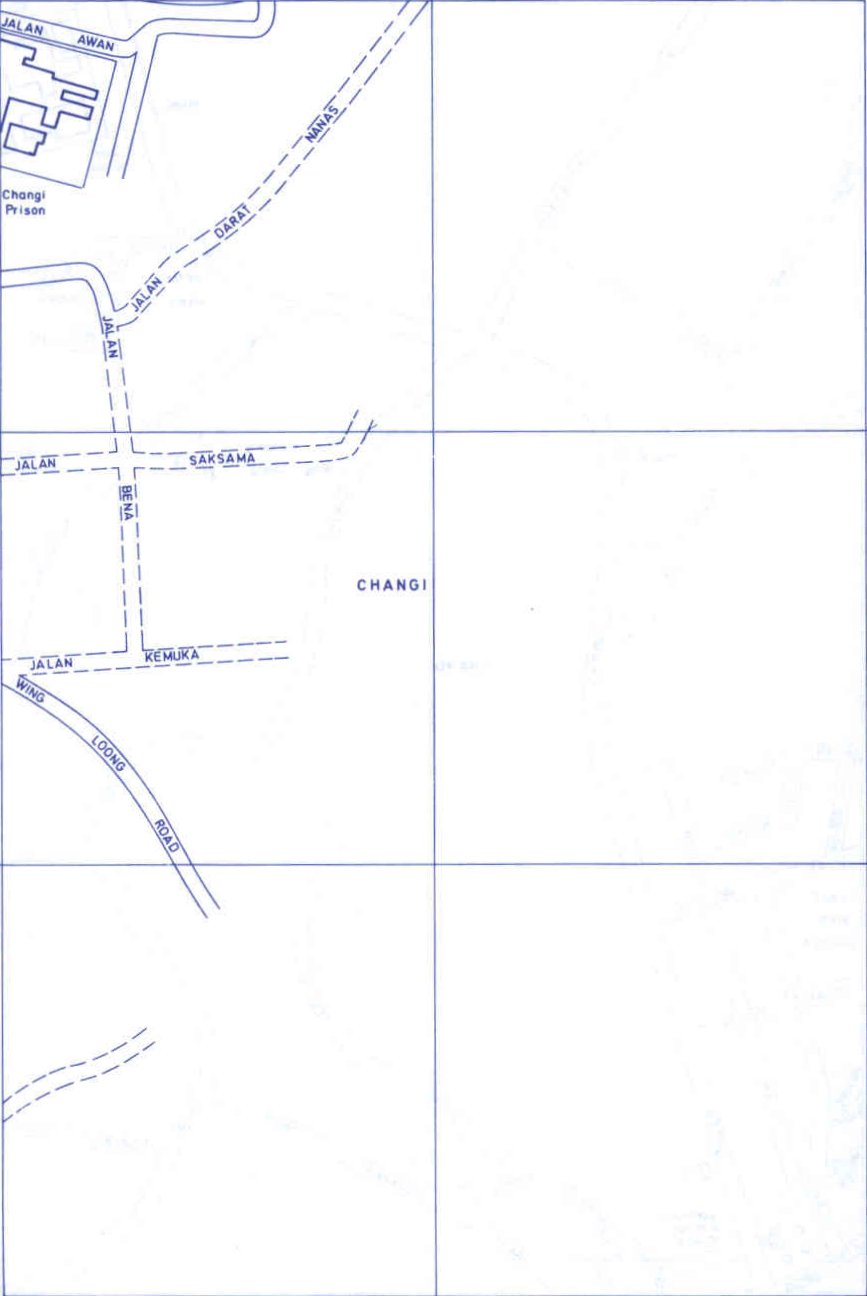 JALAN AWAN
NANAS
Changi
Prison
DARAT
JALAN
JALAN
JALAN SAKSAMA
BENA
CHANGI
JALAN KEMUKA
WING
LOONG
ROAD